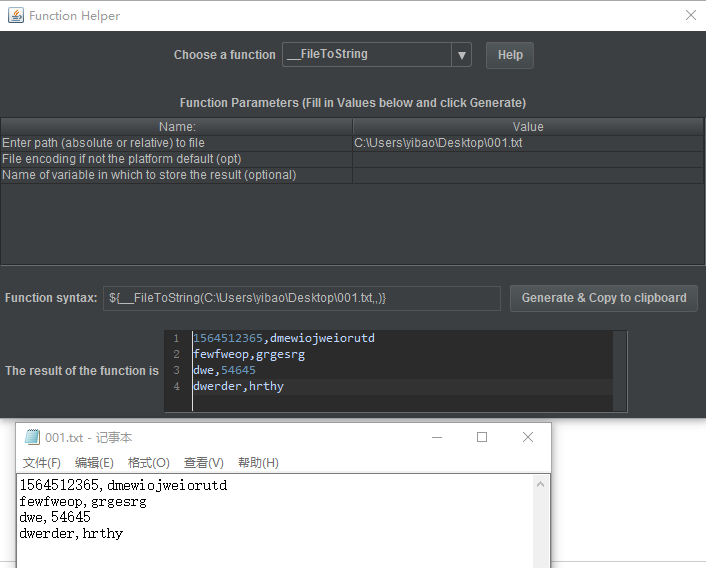 Function Helper
Choose a function __FileToString Help
Function Parameters (Fill in Values below and click Generate)
Name: Value
Enter path (absolute or relative) to file C:\Users\yibao\Desktop\001.txt
File encoding if not the platform default (opt)
Name of variable in which to store the result (optional)
Function syntax: ${__FileToString(C:\Users\yibao\Desktop\001.txt,,)} Generate & Copy to clipboard
The result of the function is
1 1564512365,dmewiojweiorutd
2 fewfweop,grgesrg
3 dwe,54645
4 dwerder,hrthy
001.txt - 记事本
文件(F) 编辑(E) 格式(O) 查看(V) 帮助(H)
1564512365,dmewiojweiorutd
fewfweop,grgesrg
dwe,54645
dwerder,hrthy